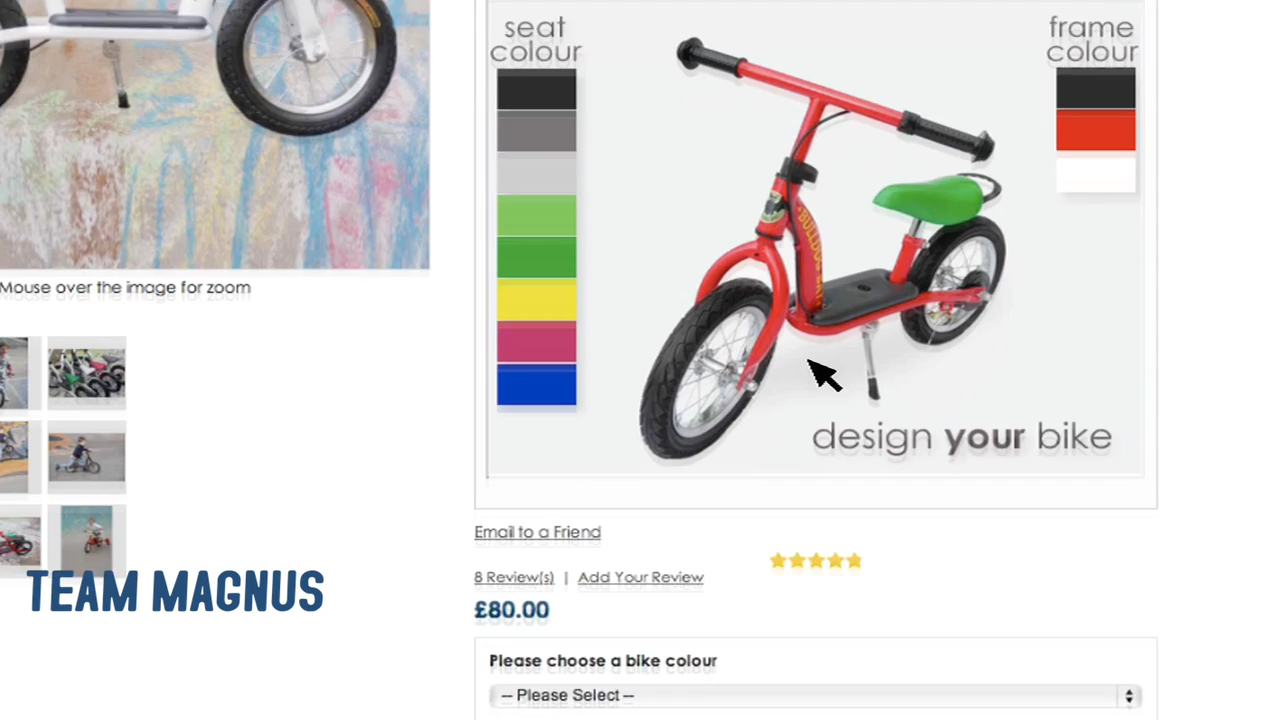 seat
colour
frame
colour
BULLDOG
design your bike
Mouse over the image for zoom
Email to a Friend
8 Review(s) | Add Your Review
£80.00
TEAM MAGNUS
Please choose a bike colour
-- Please Select --